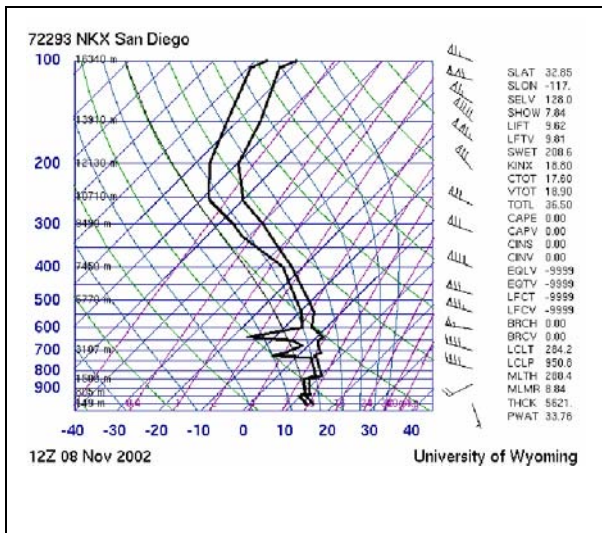 72293 NKX San Diego
100
16340 m
13910 m
200
12130 m
10710 m
300
9490 m
400
7450 m
500
5770 m
600
700
3107 m
800
900
1508 m
149 m
-40 -30 -20 -10 0 10 20 30 40
12Z 08 Nov 2002
University of Wyoming
SLAT 32.85
SLON -117.
SELV 128.0
SHOW 7.84
LIFT 9.62
LFTV 9.81
SWET 208.6
KINX 18.80
CTOT 17.60
VTOT 18.90
TOTL 36.50
CAPE 0.00
CAPV 0.00
CINS 0.00
CINV 0.00
EQLV -9999
EQTV -9999
LFCT -9999
LFCV -9999
BRCH 0.00
BRCV 0.00
LCLT 284.2
LCLP 950.8
MLTH 288.4
MLMR 8.84
THCK 5621.
PWAT 33.76